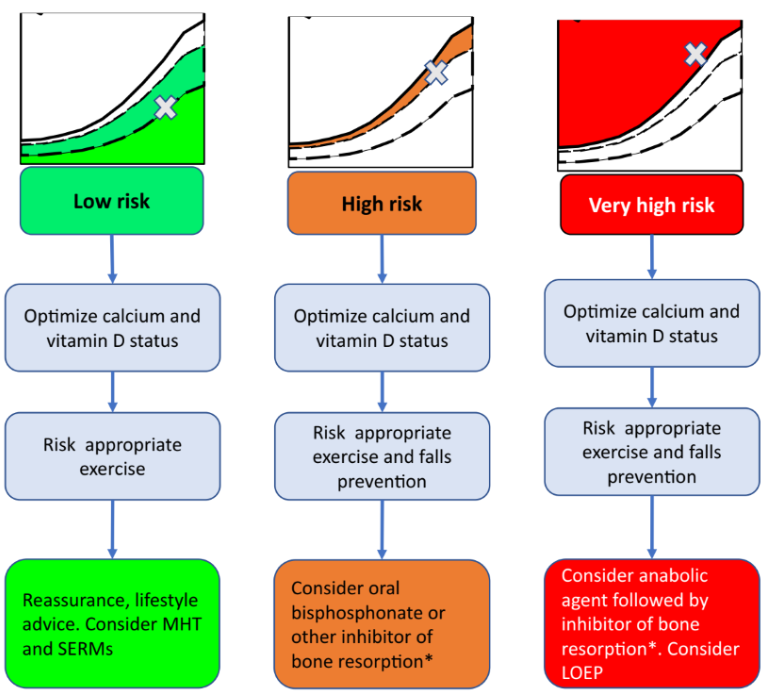 Low risk
High risk
Very high risk
Optimize calcium and
vitamin D status
Optimize calcium and
vitamin D status
Optimize calcium and
vitamin D status
Risk appropriate
exercise
Risk appropriate
exercise and falls
prevention
Risk appropriate
exercise and falls
prevention
Reassurance, lifestyle
advice. Consider MHT
and SERMs
Consider oral
bisphosphonate or
other inhibitor of
bone resorption*
Consider anabolic
agent followed by
inhibitor of bone
resorption*. Consider
LOEP